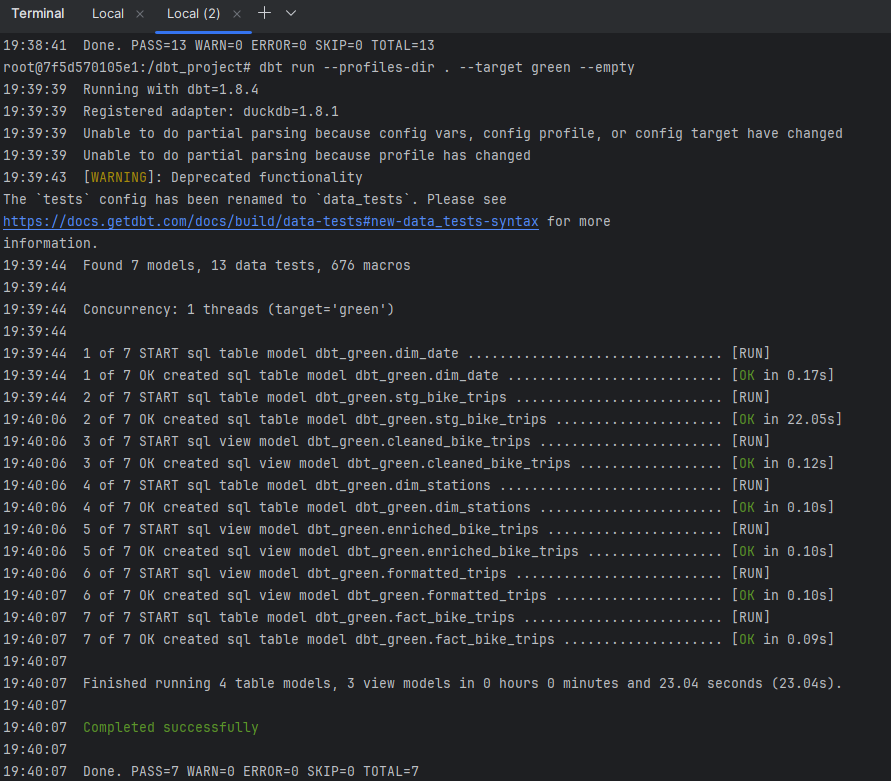 Terminal Local × Local (2) ×
19:38:41 Done. PASS=13 WARN=0 ERROR=0 SKIP=0 TOTAL=13
root@7f5d570105e1:/dbt_project# dbt run --profiles-dir . --target green --empty
19:39:39 Running with dbt=1.8.4
19:39:39 Registered adapter: duckdb=1.8.1
19:39:39 Unable to do partial parsing because config vars, config profile, or config target have changed
19:39:39 Unable to do partial parsing because profile has changed
19:39:43 [WARNING]: Deprecated functionality
The `tests` config has been renamed to `data_tests`. Please see
https://docs.getdbt.com/docs/build/data-tests#new-data_tests-syntax for more
information.
19:39:44 Found 7 models, 13 data tests, 676 macros
19:39:44
19:39:44 Concurrency: 1 threads (target='green')
19:39:44
19:39:44 1 of 7 START sql table model dbt_green.dim_date ................................ [RUN]
19:39:44 1 of 7 OK created sql table model dbt_green.dim_date ........................... [OK in 0.17s]
19:39:44 2 of 7 START sql table model dbt_green.stg_bike_trips .......................... [RUN]
19:40:06 2 of 7 OK created sql table model dbt_green.stg_bike_trips ..................... [OK in 22.05s]
19:40:06 3 of 7 START sql view model dbt_green.cleaned_bike_trips ....................... [RUN]
19:40:06 3 of 7 OK created sql view model dbt_green.cleaned_bike_trips .................. [OK in 0.12s]
19:40:06 4 of 7 START sql table model dbt_green.dim_stations ............................ [RUN]
19:40:06 4 of 7 OK created sql table model dbt_green.dim_stations ....................... [OK in 0.10s]
19:40:06 5 of 7 START sql view model dbt_green.enriched_bike_trips ...................... [RUN]
19:40:06 5 of 7 OK created sql view model dbt_green.enriched_bike_trips ................. [OK in 0.10s]
19:40:06 6 of 7 START sql view model dbt_green.formatted_trips .......................... [RUN]
19:40:07 6 of 7 OK created sql view model dbt_green.formatted_trips ..................... [OK in 0.10s]
19:40:07 7 of 7 START sql table model dbt_green.fact_bike_trips ......................... [RUN]
19:40:07 7 of 7 OK created sql table model dbt_green.fact_bike_trips .................... [OK in 0.09s]
19:40:07
19:40:07 Finished running 4 table models, 3 view models in 0 hours 0 minutes and 23.04 seconds (23.04s).
19:40:07
19:40:07 Completed successfully
19:40:07
19:40:07 Done. PASS=7 WARN=0 ERROR=0 SKIP=0 TOTAL=7